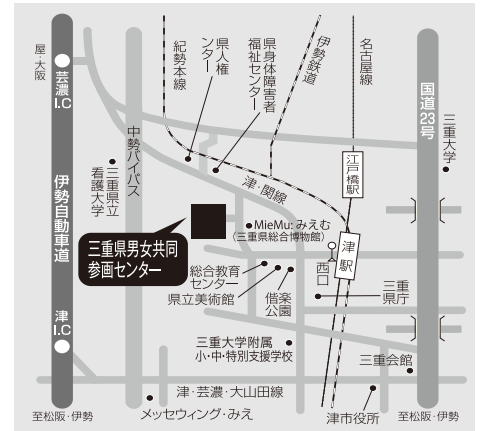 屋・大阪
芸濃
I.C
伊勢自動車道
津
I.C
至松阪・伊勢
三重県立
看護大学
中勢バイパス
紀勢本線
県人権
ンター
県身体障害者
福祉センター
伊勢鉄道
名古屋線
国道23号
三重大学
江戸橋駅
津・関線
三重県男女共同
参画センター
MieMu:みえむ
(三重県総合博物館)
津駅
西口
総合教育
センター
県立美術館
偕楽
公園
三重
県庁
三重大学附属
小・中・特別支援学校
三重会館
津・芸濃・大山田線
メッセウィング・みえ
津市役所
至松阪・伊勢